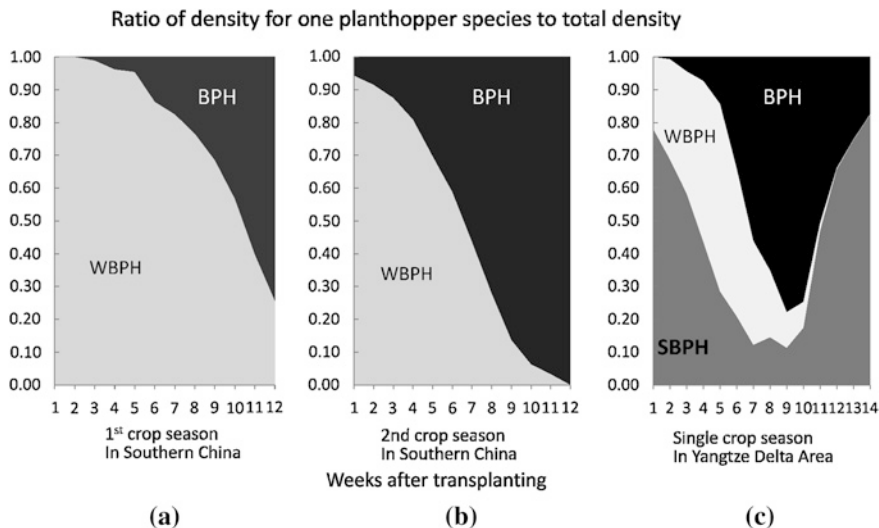 Ratio of density for one planthopper species to total density
1.00
0.90
0.80
0.70
0.60
0.50
0.40
0.30
0.20
0.10
0.00
BPH
WBPH
1 2 3 4 5 6 7 8 9 10 11 12
1st crop season
In Southern China
(a)
1.00
0.90
0.80
0.70
0.60
0.50
0.40
0.30
0.20
0.10
0.00
BPH
WBPH
1 2 3 4 5 6 7 8 9 10 11 12
2nd crop season
In Southern China
Weeks after transplanting
(b)
1.00
0.90
0.80
0.70
0.60
0.50
0.40
0.30
0.20
0.10
0.00
BPH
WBPH
SBPH
1 2 3 4 5 6 7 8 9 10 11 12 13 14
Single crop season
In Yangtze Delta Area
(c)